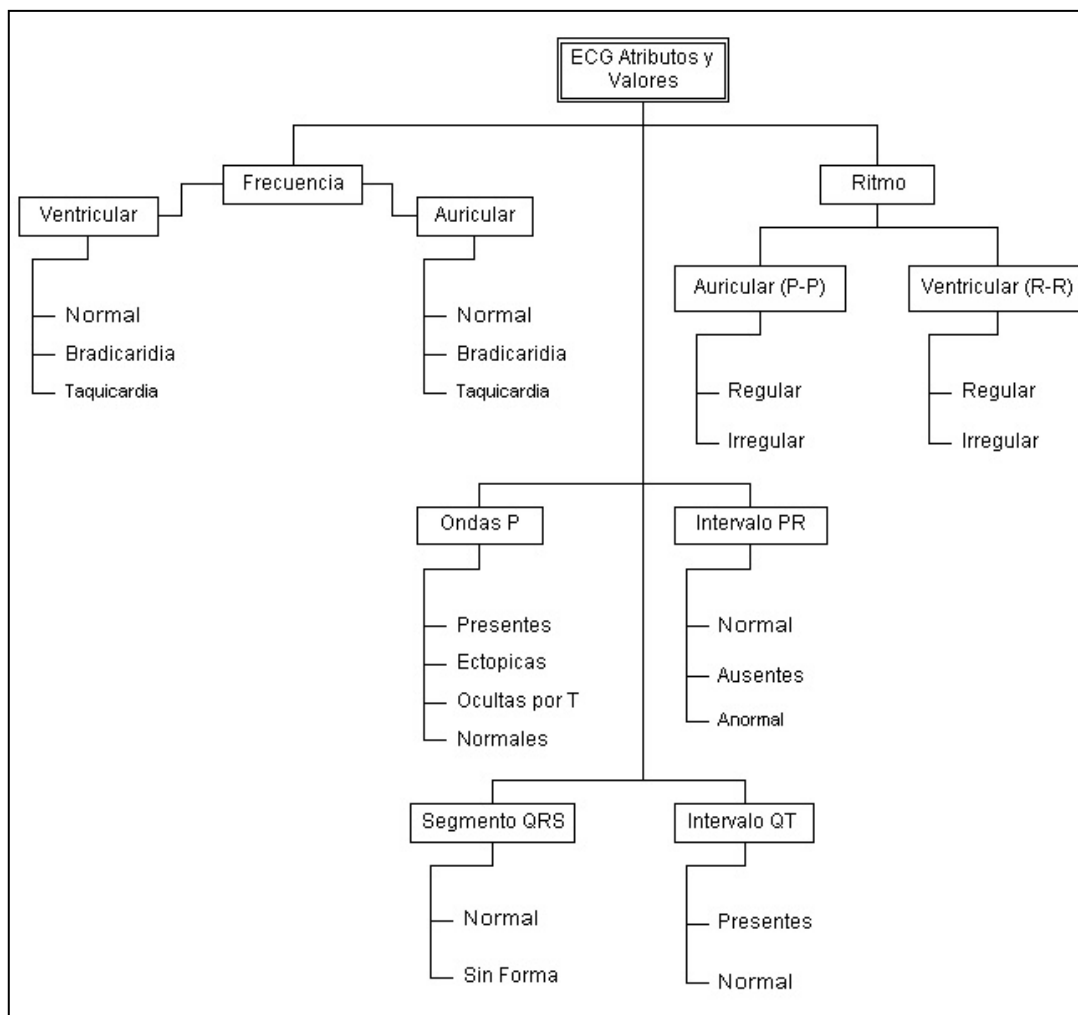 ECG Atributos y
Valores
Frecuencia
Ventricular
Normal
Bradicaridia
Taquicardia
Auricular
Normal
Bradicaridia
Taquicardia
Ritmo
Auricular (P-P)
Regular
Irregular
Ventricular (R-R)
Regular
Irregular
Ondas P
Presentes
Ectopicas
Ocultas por T
Normales
Intervalo PR
Normal
Ausentes
Anormal
Segmento QRS
Normal
Sin Forma
Intervalo QT
Presentes
Normal